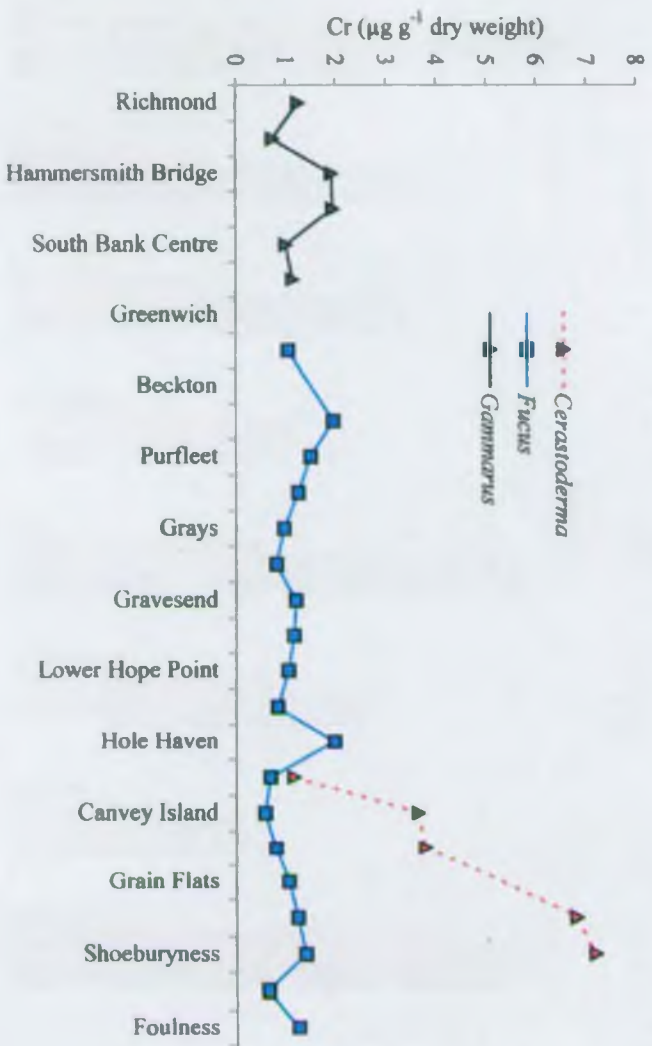 Cr (µg g⁻¹ dry weight)
0
1
2
3
4
5
6
7
8
Cerastoderma
Fucus
Gammarus
Richmond
Hammersmith Bridge
South Bank Centre
Greenwich
Beckton
Purfleet
Grays
Gravesend
Lower Hope Point
Hole Haven
Canvey Island
Grain Flats
Shoeburyness
Foulness